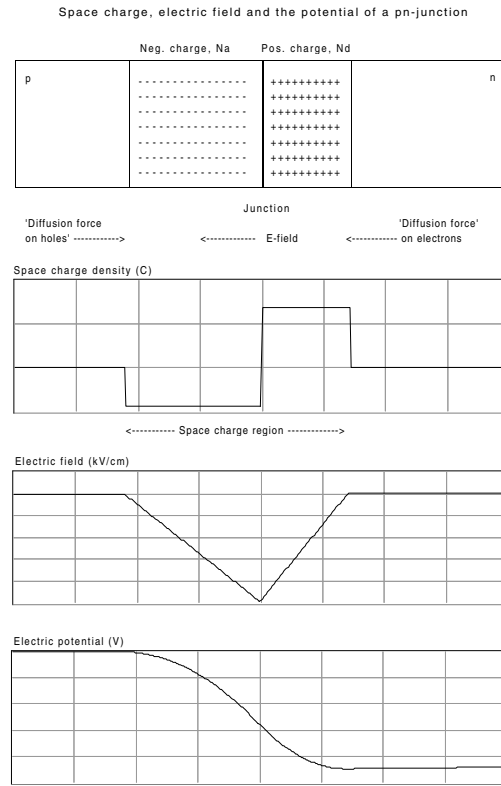 Space charge, electric field and the potential of a pn-junction
Neg. charge, Na Pos. charge, Nd
p n
- - - - - - - - - - - - - - - ++++++++++
- - - - - - - - - - - - - - - ++++++++++
- - - - - - - - - - - - - - - ++++++++++
- - - - - - - - - - - - - - - ++++++++++
- - - - - - - - - - - - - - - ++++++++++
- - - - - - - - - - - - - - - ++++++++++
- - - - - - - - - - - - - - - ++++++++++
Junction
'Diffusion force 'Diffusion force'
on holes' ------------> <------------- E-field <------------ on electrons
Space charge density (C)
<----------- Space charge region ------------->
Electric field (kV/cm)
Electric potential (V)